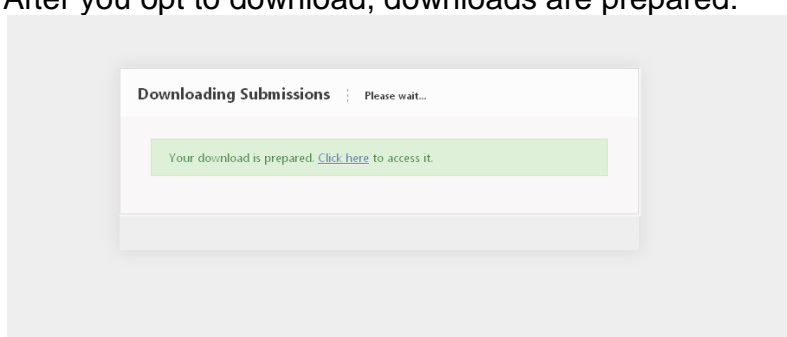 After you opt to download, downloads are prepared.
Downloading Submissions Please wait...
Your download is prepared. Click here to access it.